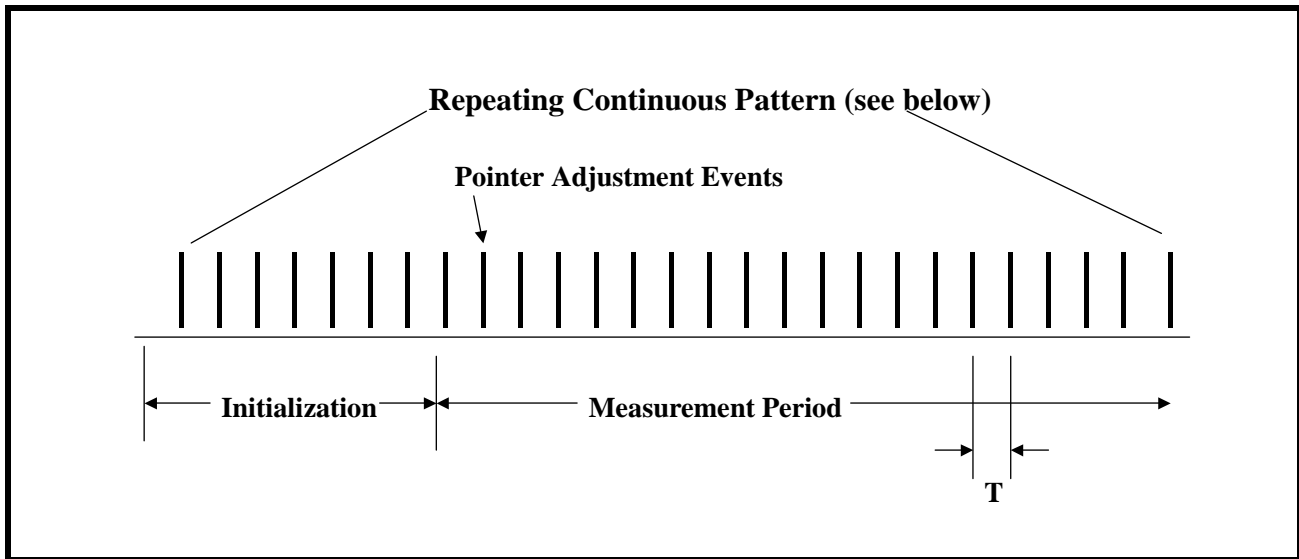 Repeating Continuous Pattern (see below)
Pointer Adjustment Events
Initialization
Measurement Period
T